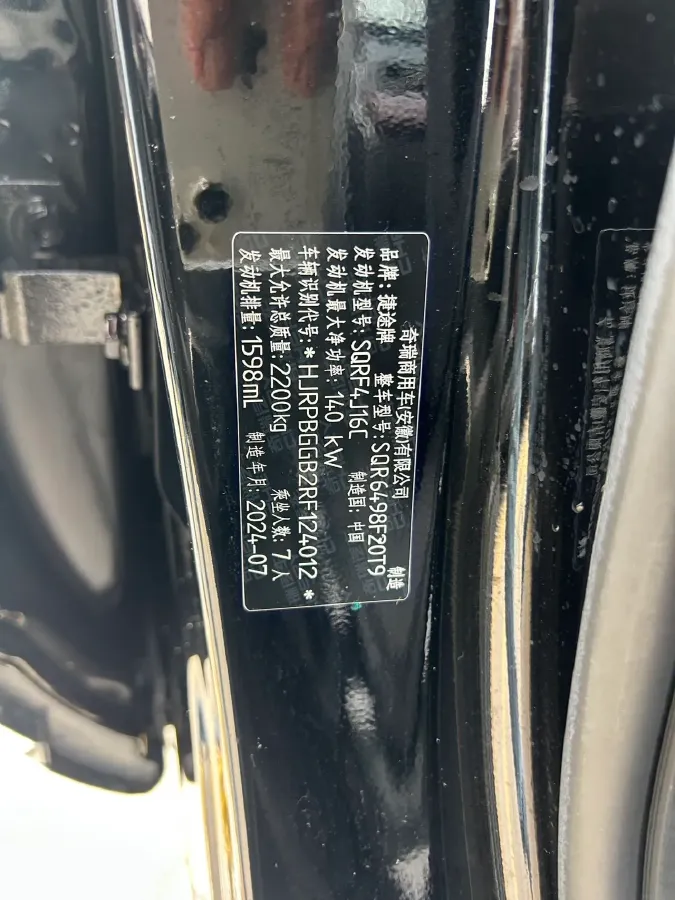 奇瑞商用车(安徽)有限公司 制造
品牌: 捷途牌 整车型号: SQR6498F20T9
发动机型号: SQRF4J16C 制造国: 中国
发动机最大净功率: 140 kW
车辆识别代号: *HJRPBGGB2RF124012*
最大允许总质量: 2200kg 乘坐人数: 7人
发动机排量: 1598mL 制造年月: 2024-07